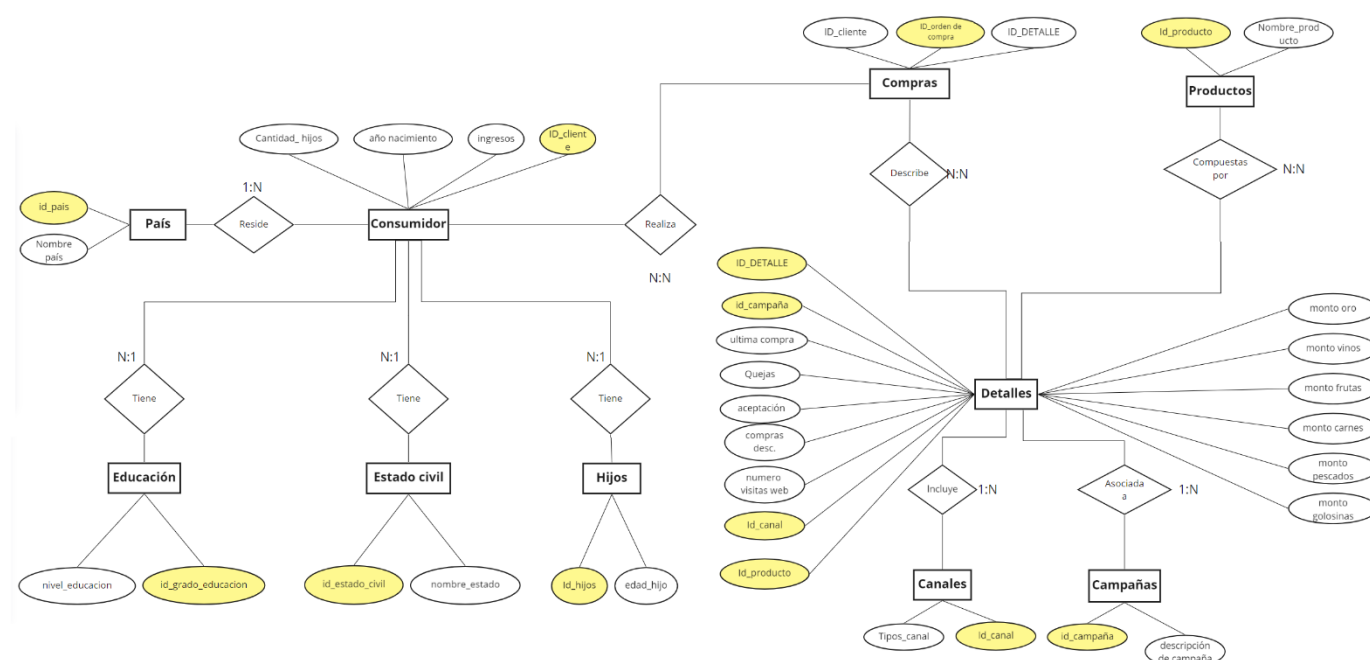 ID_cliente
ID_orden de
compra
ID_DETALLE
Id_producto
Nombre_prod
ucto
Compras
Productos
Cantidad_ hijos
año nacimiento
ingresos
ID_client
e
Describe
N:N
Compuestas
por
N:N
1:N
id_pais
Nombre
país
País
Reside
Consumidor
Realiza
N:N
ID_DETALLE
id_campaña
ultima compra
Quejas
aceptación
compras
desc.
numero
visitas web
Id_canal
Id_producto
Detalles
monto oro
monto vinos
monto frutas
monto carnes
monto
pescados
monto
golosinas
N:1
Tiene
N:1
Tiene
N:1
Tiene
Educación
Estado civil
Hijos
nivel_educacion
id_grado_educacion
id_estado_civil
nombre_estado
Id_hijos
edad_hijo
Incluye
1:N
Asociada
a
1:N
Canales
Campañas
Tipos_canal
Id_canal
id_campaña
descripción
de campaña